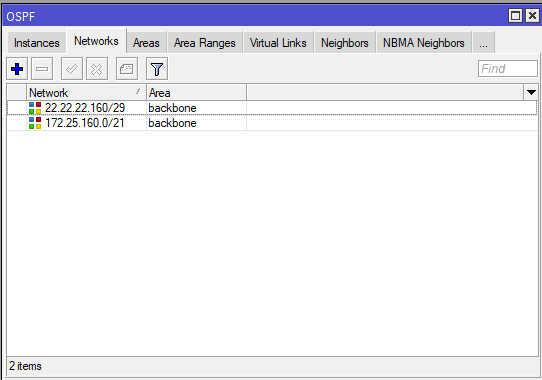 OSPF
Instances Networks Areas Area Ranges Virtual Links Neighbors NBMA Neighbors ...
Find
Network Area
22.22.22.160/29 backbone
172.25.160.0/21 backbone
2 items